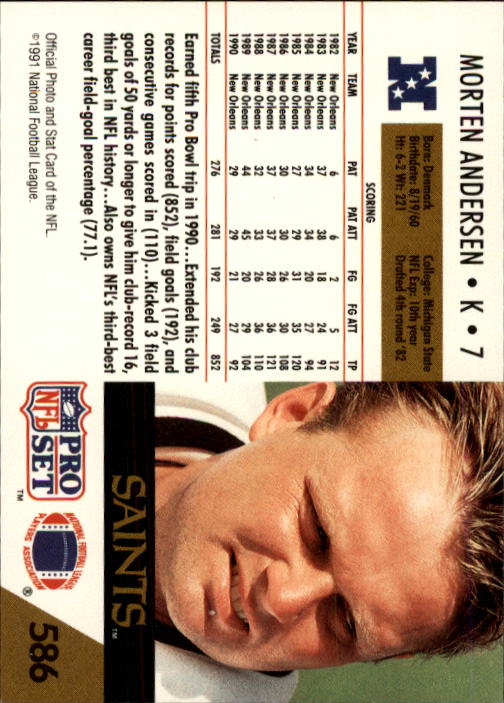 MORTEN ANDERSEN • K • 7
N
Born: Denmark College: Michigan State
Birthdate: 8/19/60 NFL Exp: 10th year
Ht: 6-2 Wt: 221 Drafted 4th round '82
SCORING
YEAR TEAM PAT PAT ATT FG FG ATT TP
1982 New Orleans 6 6 2 5 12
1983 New Orleans 37 38 18 24 91
1984 New Orleans 34 34 20 27 94
1985 New Orleans 27 29 31 35 120
1986 New Orleans 30 30 26 30 108
1987 New Orleans 37 37 28 36 121
1988 New Orleans 32 33 26 36 110
1989 New Orleans 44 45 20 29 104
1990 New Orleans 29 29 21 27 92
TOTALS 276 281 192 249 852
Earned fifth Pro Bowl trip in 1990...Extended his club
records for points scored (852), field goals (192), and
consecutive games scored in (110)...Kicked 3 field
goals of 50 yards or longer to give him club-record 16,
third best in NFL history...Also owns NFL's third-best
career field-goal percentage (77.1).
Official Photo and Stat Card of the NFL.
©1991 National Football League.
SAINTS™
PRO SET
NFL
™
NATIONAL FOOTBALL LEAGUE
PLAYERS ASSOCIATION
586